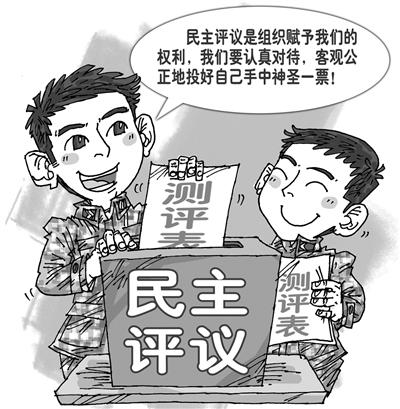 民主评议是组织赋予我们的
权利，我们要认真对待，客观公
正地投好自己手中神圣一票！
测评表
测评表
民主
评议